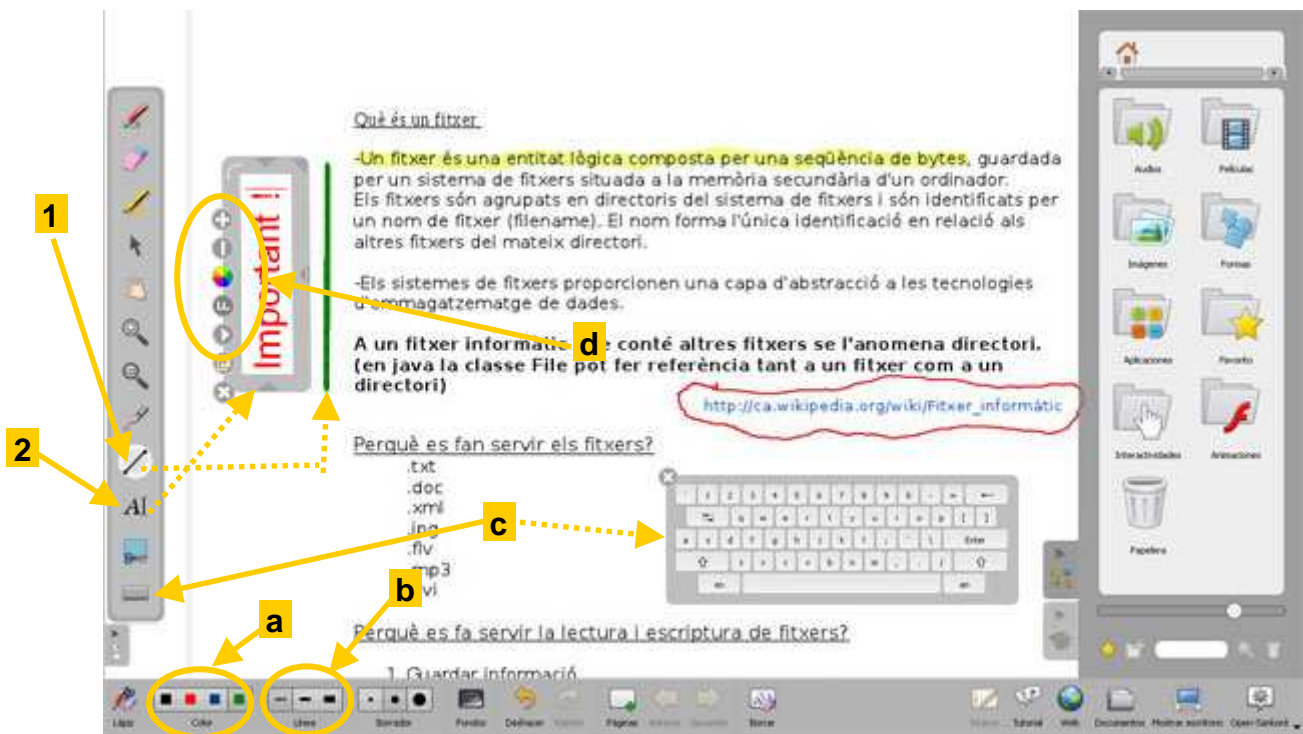 Què és un fitxer
-Un fitxer és una entitat lògica composta per una seqüència de bytes, guardada
per un sistema de fitxers situada a la memòria secundària d'un ordinador.
Els fitxers són agrupats en directoris del sistema de fitxers i són identificats per
un nom de fitxer (filename). El nom forma l'única identificació en relació als
altres fitxers del mateix directori.
-Els sistemes de fitxers proporcionen una capa d'abstracció a les tecnologies
d'emmagatzematge de dades.
A un fitxer informàtic conté altres fitxers se l'anomena directori.
(en java la classe File pot fer referència tant a un fitxer com a un
directori)
http://ca.wikipedia.org/wiki/Fitxer_informàtic
Perquè es fan servir els fitxers?
.txt
.doc
.xml
.jpg
.flv
.mp3
Perquè es fa servir la lectura i escriptura de fitxers?
1. Guardar informació
Important !!
1
2
a
b
c
d
AI
Audios
Películas
Imágenes
Formas
Aplicaciones
Favorito
Interactividades
Animaciones
Papelera
Enter
Lápiz
Color
Línea
Borrador
Fondos
Deshacer
Páginas
Borrar
Tutorial
Web
Documentos
Mostrar escritorio
Open-Sankoré